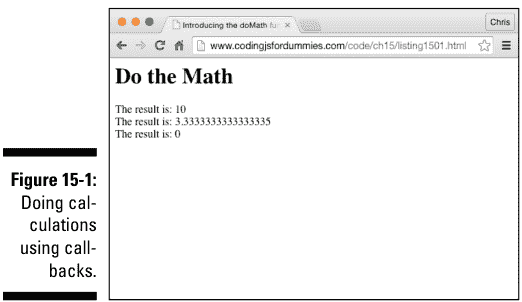 Introducing the doMath fu
Chris
www.codingjsfordummies.com/code/ch15/listing1501.html
Do the Math
The result is: 10
The result is: 3.3333333333333335
The result is: 0
Figure 15-1:
Doing cal-
culations
using call-
backs.